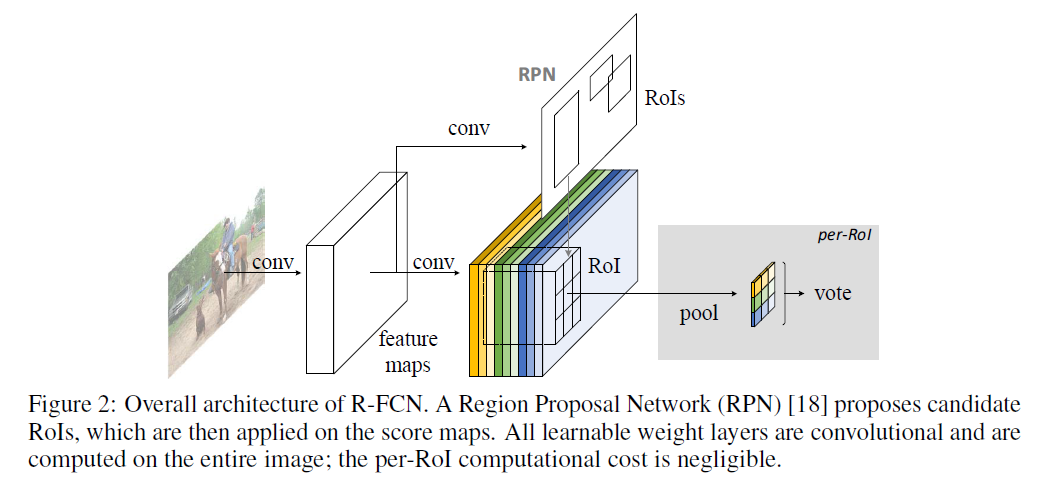 RPN
RoIs
conv
conv
conv
RoI
feature
maps
per-RoI
pool
vote
Figure 2: Overall architecture of R-FCN. A Region Proposal Network (RPN) [18] proposes candidate
RoIs, which are then applied on the score maps. All learnable weight layers are convolutional and are
computed on the entire image; the per-RoI computational cost is negligible.